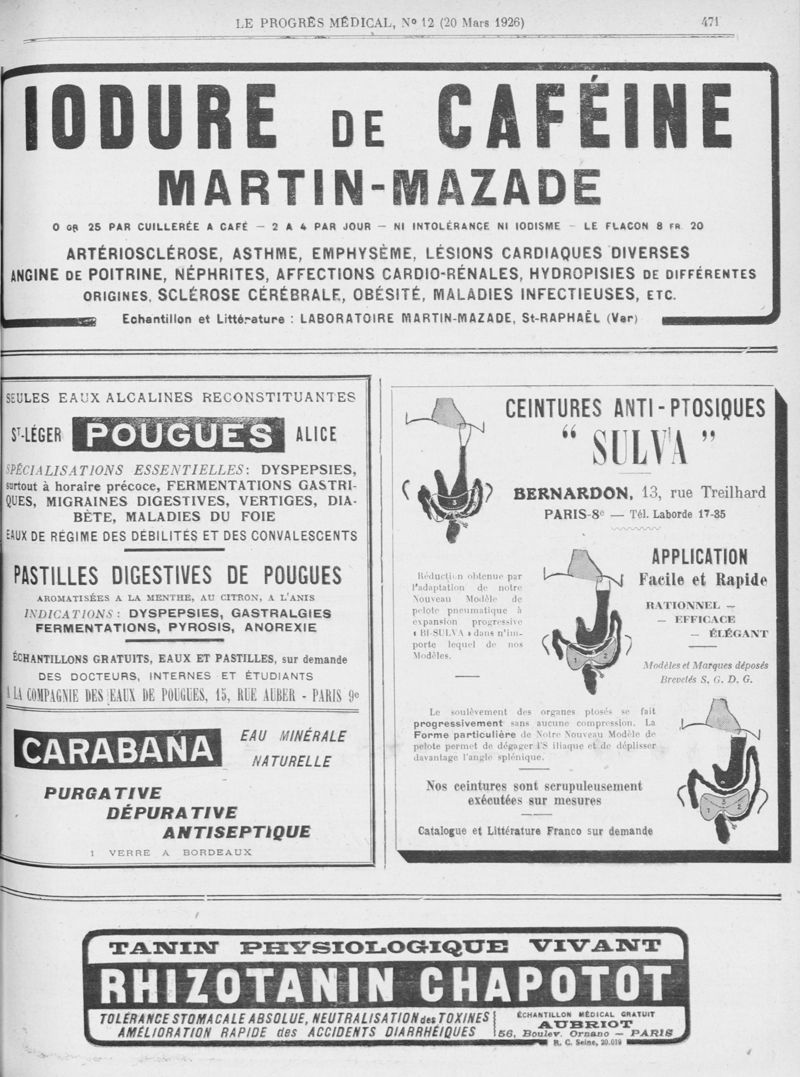 LE PROGRÈS MÉDICAL, Nº 12 (20 Mars 1926)
471
IODURE DE CAFÉINE
MARTIN-MAZADE
0 GR 25 PAR CUILLERÉE A CAFÉ — 2 A 4 PAR JOUR — NI INTOLÉRANCE NI IODISME — LE FLACON 8 FR. 20
ARTÉRIOSCLÉROSE, ASTHME, EMPHYSÈME, LÉSIONS CARDIAQUES DIVERSES
ANGINE DE POITRINE, NÉPHRITES, AFFECTIONS CARDIO-RÉNALES, HYDROPISIES DE DIFFÉRENTES
ORIGINES, SCLÉROSE CÉRÉBRALE, OBÉSITÉ, MALADIES INFECTIEUSES, ETC.
Echantillon et Littérature : LABORATOIRE MARTIN-MAZADE, St-RAPHAËL (Var)
SEULES EAUX ALCALINES RECONSTITUANTES
ST-LÉGER POUGUES ALICE
SPÉCIALISATIONS ESSENTIELLES: DYSPEPSIES,
surtout à horaire précoce, FERMENTATIONS GASTRI-
QUES, MIGRAINES DIGESTIVES, VERTIGES, DIA-
BÈTE, MALADIES DU FOIE
EAUX DE RÉGIME DES DÉBILITÉS ET DES CONVALESCENTS
PASTILLES DIGESTIVES DE POUGUES
AROMATISÉES A LA MENTHE, AU CITRON, A L'ANIS
INDICATIONS: DYSPEPSIES, GASTRALGIES
FERMENTATIONS, PYROSIS, ANOREXIE
ÉCHANTILLONS GRATUITS, EAUX ET PASTILLES, sur demande
DES DOCTEURS, INTERNES ET ÉTUDIANTS
A LA COMPAGNIE DES EAUX DE POUGUES, 15, RUE AUBER - PARIS 9e
CARABAÑA
EAU MINÉRALE
NATURELLE
PURGATIVE
DÉPURATIVE
ANTISEPTIQUE
1 VERRE A BORDEAUX
CEINTURES ANTI-PTOSIQUES
“ SULVA ”
BERNARDON, 13, rue Treilhard
PARIS-8e — Tél. Laborde 17-35
Réduction obtenue par
l'adaptation de notre
Nouveau Modèle de
pelote pneumatique à
expansion progressive
« BI-SULVA » dans n'im-
porte lequel de nos
Modèles.
APPLICATION
Facile et Rapide
RATIONNEL —
— EFFICACE
— ÉLÉGANT
Modèles et Marques déposés
Brevetés S. G. D. G.
Le soulèvement des organes ptosés se fait
progressivement sans aucune compression. La
Forme particulière de Notre Nouveau Modèle de
pelote permet de dégager l'S iliaque et de déplisser
davantage l'angle splénique.
Nos ceintures sont scrupuleusement
exécutées sur mesures
Catalogue et Littérature Franco sur demande
TANIN PHYSIOLOGIQUE VIVANT
RHIZOTANIN CHAPOTOT
TOLÉRANCE STOMACALE ABSOLUE, NEUTRALISATION des TOXINES
AMÉLIORATION RAPIDE des ACCIDENTS DIARRHÉIQUES
ÉCHANTILLON MÉDICAL GRATUIT
AUBRIOT
56, Boulev. Ornano — PARIS
R. C. Seine, 20.019